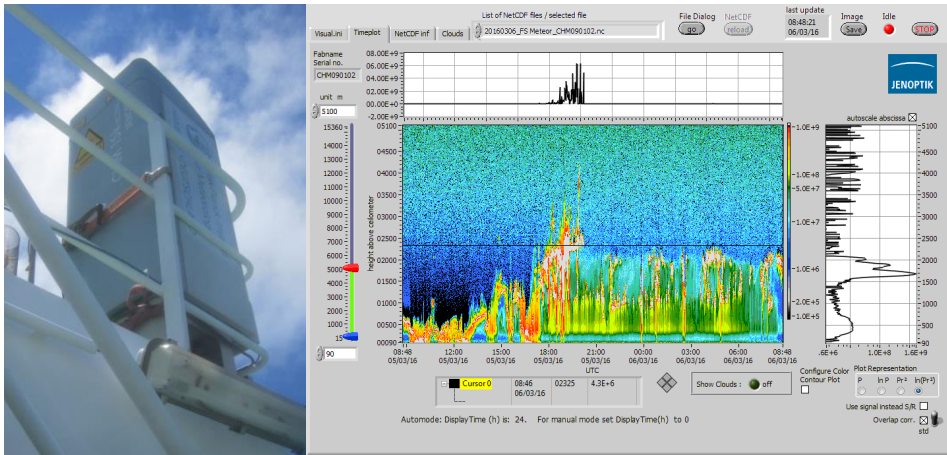 List of NetCDF files / selected file
last update
Visual.ini
Timeplot
NetCDF inf
Clouds
20160306_FS Meteor_CHM090102.nc
File Dialog
go
NetCDF
reload
08:48:21
06/03/16
Image
Save
Idle
STOP
Fabname
Serial no.
CHM090102
unit m
5100
08.00E+9
06.00E+9
04.00E+9
02.00E+9
00.00E+0
-2.00E+9
JENOPTIK
autoscale abscissa
15360
14000
13000
12000
11000
10000
9000
8000
7000
6000
5000
4000
3000
2000
1000
15
90
height above ceilometer
05100
04500
04000
03500
03000
02500
02000
01500
01000
00500
00090
08:48
05/03/16
12:00
05/03/16
15:00
05/03/16
18:00
05/03/16
21:00
05/03/16
00:00
06/03/16
03:00
06/03/16
06:00
06/03/16
08:48
06/03/16
UTC
1.0E+9
1.0E+8
5.0E+7
1.0E+7
1.0E+6
2.0E+5
1.0E+5
5100
4500
4000
3500
3000
2500
2000
1500
1000
500
90
.6E+6
1.0E+8
1.6E+9
Cursor 0
08:46
06/03/16
02325
4.3E+6
Show Clouds :
off
Configure Color
Contour Plot
Plot Representation
P
ln P
Pr²
ln(Pr²)
Use signal instead S/R
Overlap corr.
std
Automode: DisplayTime (h) is: 24. For manual mode set DisplayTime(h) to 0